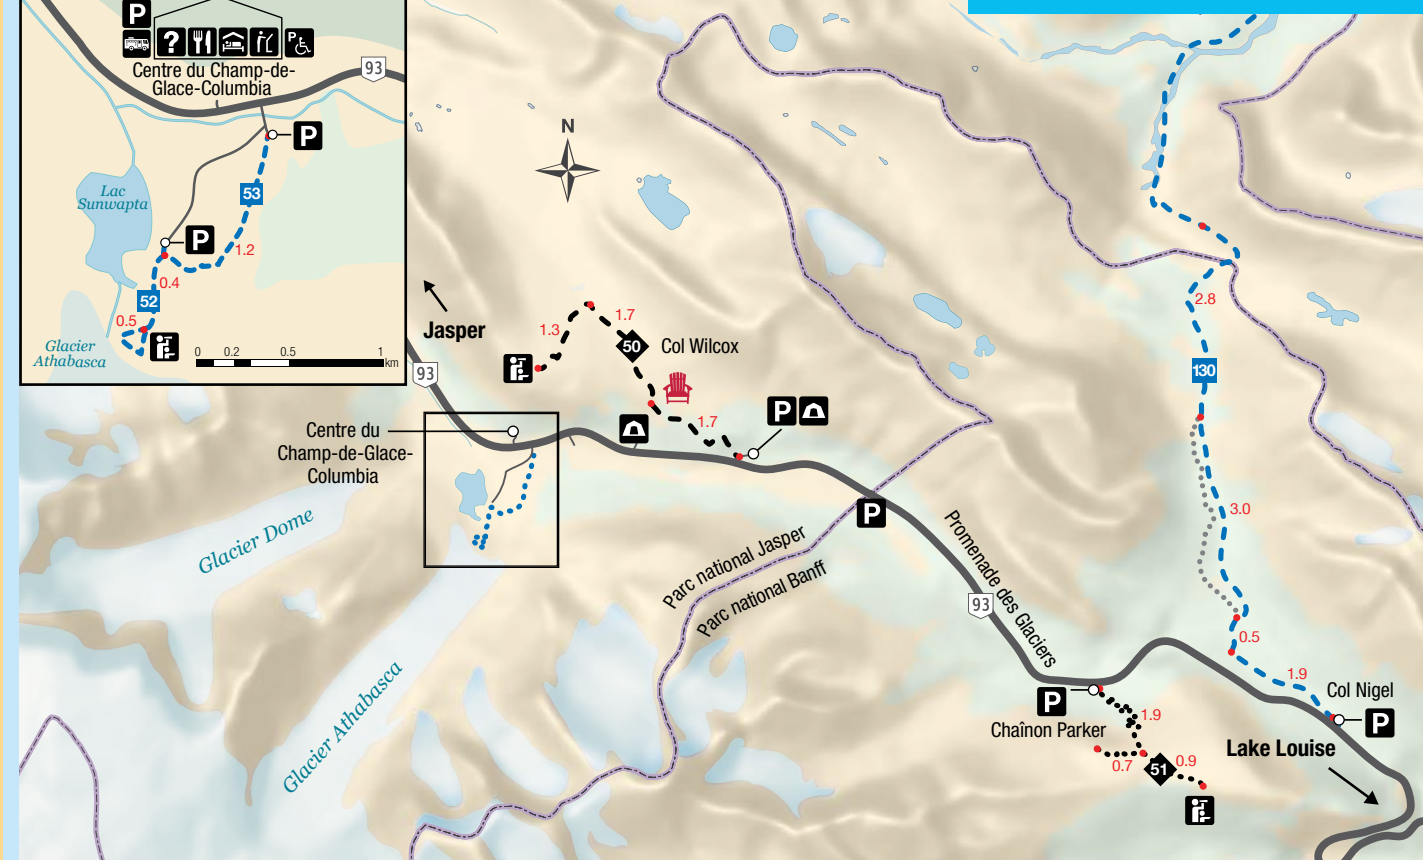 P
?
P
Centre du Champ-de-
Glace-Columbia
93
P
53
Lac
Sunwapta
P
1.2
0.4
52
0.5
Glacier
Athabasca
0 0.2 0.5 1
km
N
Jasper
93
1.3
1.7
50
Col Wilcox
1.7
P
Centre du
Champ-de-Glace-
Columbia
Glacier Dome
Glacier Athabasca
P
Parc national Jasper
Parc national Banff
Promenade des Glaciers
93
2.8
130
3.0
0.5
1.9
Col Nigel
P
P
Chaînon Parker
1.9
0.7
51
0.9
Lake Louise